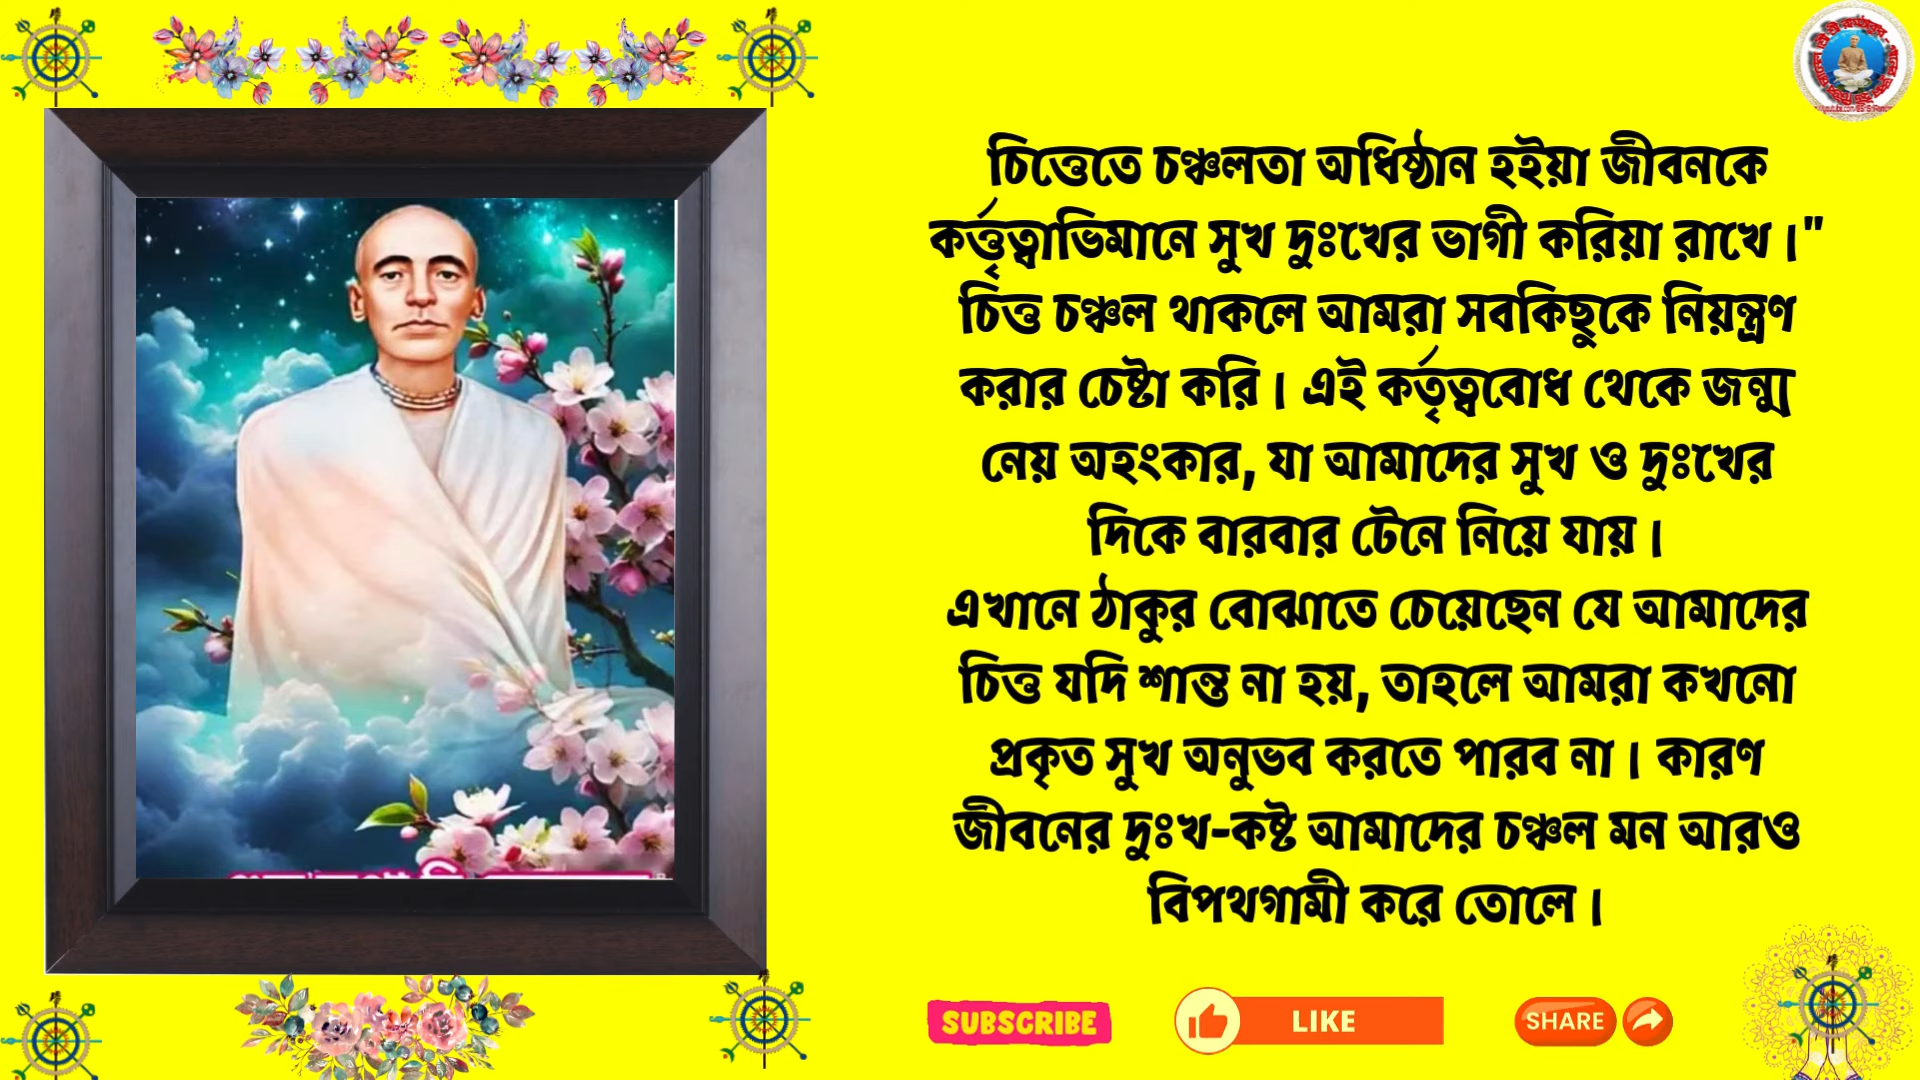 চিত্তেতে চঞ্চলতা অধিষ্ঠান হইয়া জীবনকে
কর্ত্তৃত্বাভিমানে সুখ দুঃখের ভাগী করিয়া রাখে।"
চিত্ত চঞ্চল থাকলে আমরা সবকিছুকে নিয়ন্ত্রণ
করার চেষ্টা করি। এই কর্তৃত্ববোধ থেকে জন্ম
নেয় অহংকার, যা আমাদের সুখ ও দুঃখের
দিকে বারবার টেনে নিয়ে যায়।
এখানে ঠাকুর বোঝাতে চেয়েছেন যে আমাদের
চিত্ত যদি শান্ত না হয়, তাহলে আমরা কখনো
প্রকৃত সুখ অনুভব করতে পারব না। কারণ
জীবনের দুঃখ-কষ্ট আমাদের চঞ্চল মন আরও
বিপথগামী করে তোলে।
SUBSCRIBE
LIKE
SHARE